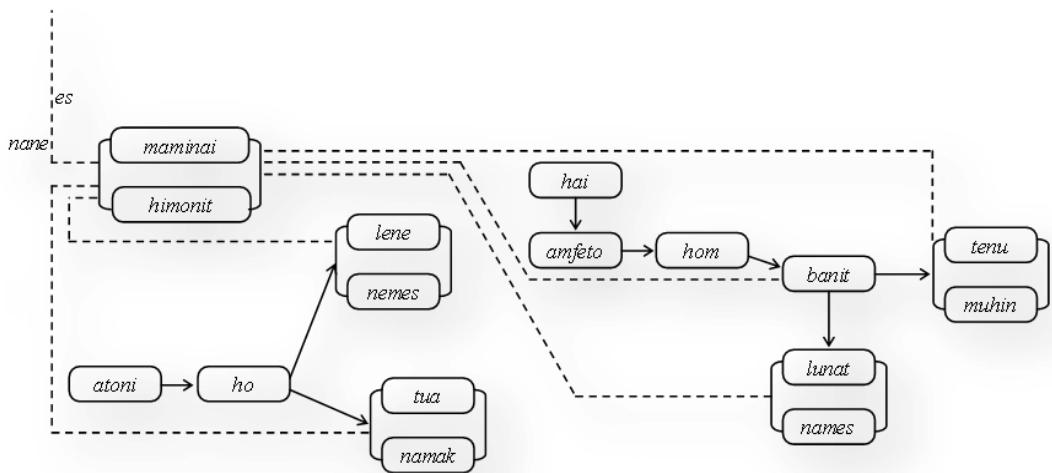 es
nane
maminai
himonit
hai
lene
amfeto
hom
tenu
banit
nemes
muhin
lunat
atoni
ho
tua
names
namak